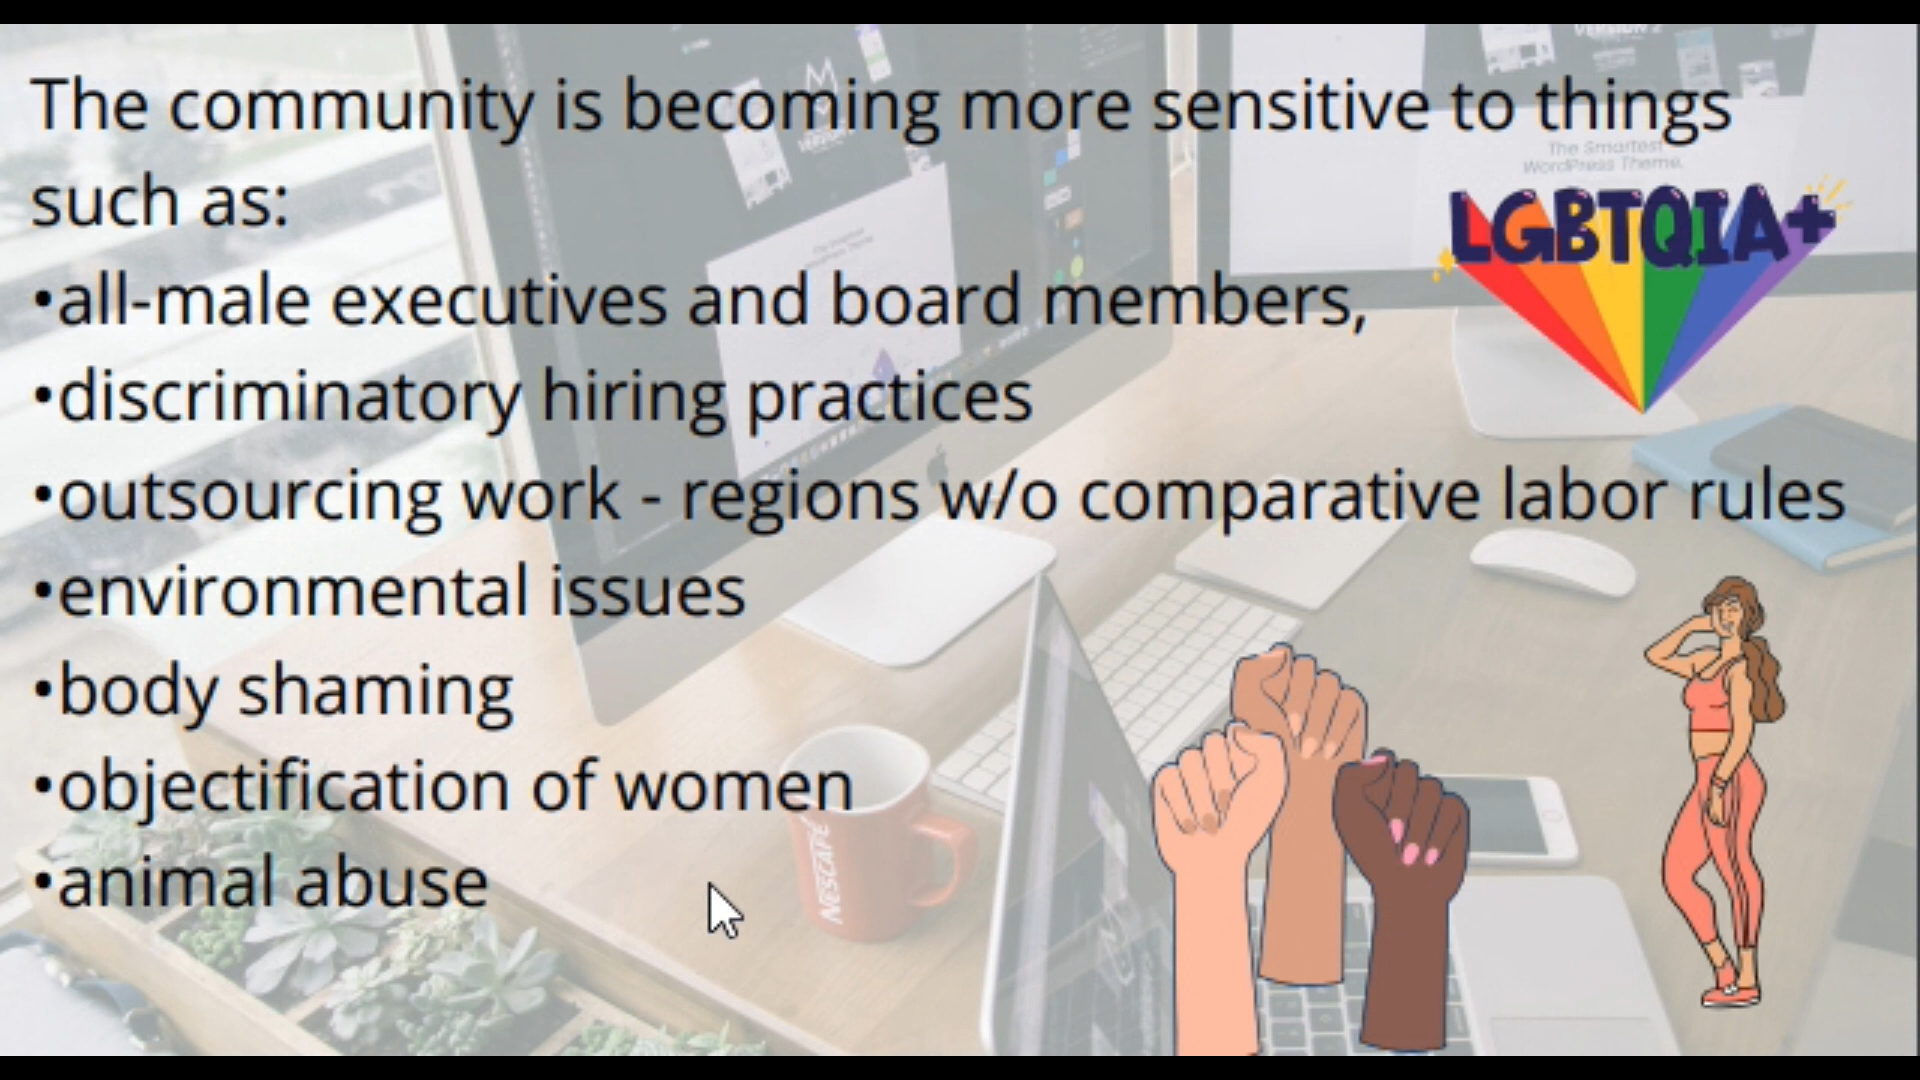 The community is becoming more sensitive to things
such as:
•all-male executives and board members,
•discriminatory hiring practices
•outsourcing work - regions w/o comparative labor rules
•environmental issues
•body shaming
•objectification of women
•animal abuse
LGBTQIA+
The Smartest
WordPress Theme.
NESCAFÉ